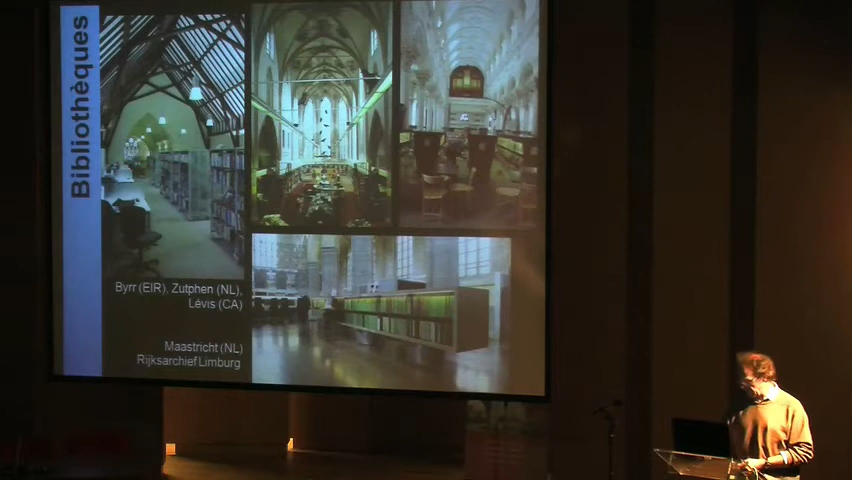 Bibliothèques
Byrr (EIR), Zutphen (NL),
Lévis (CA)
Maastricht (NL)
Rijksarchief Limburg